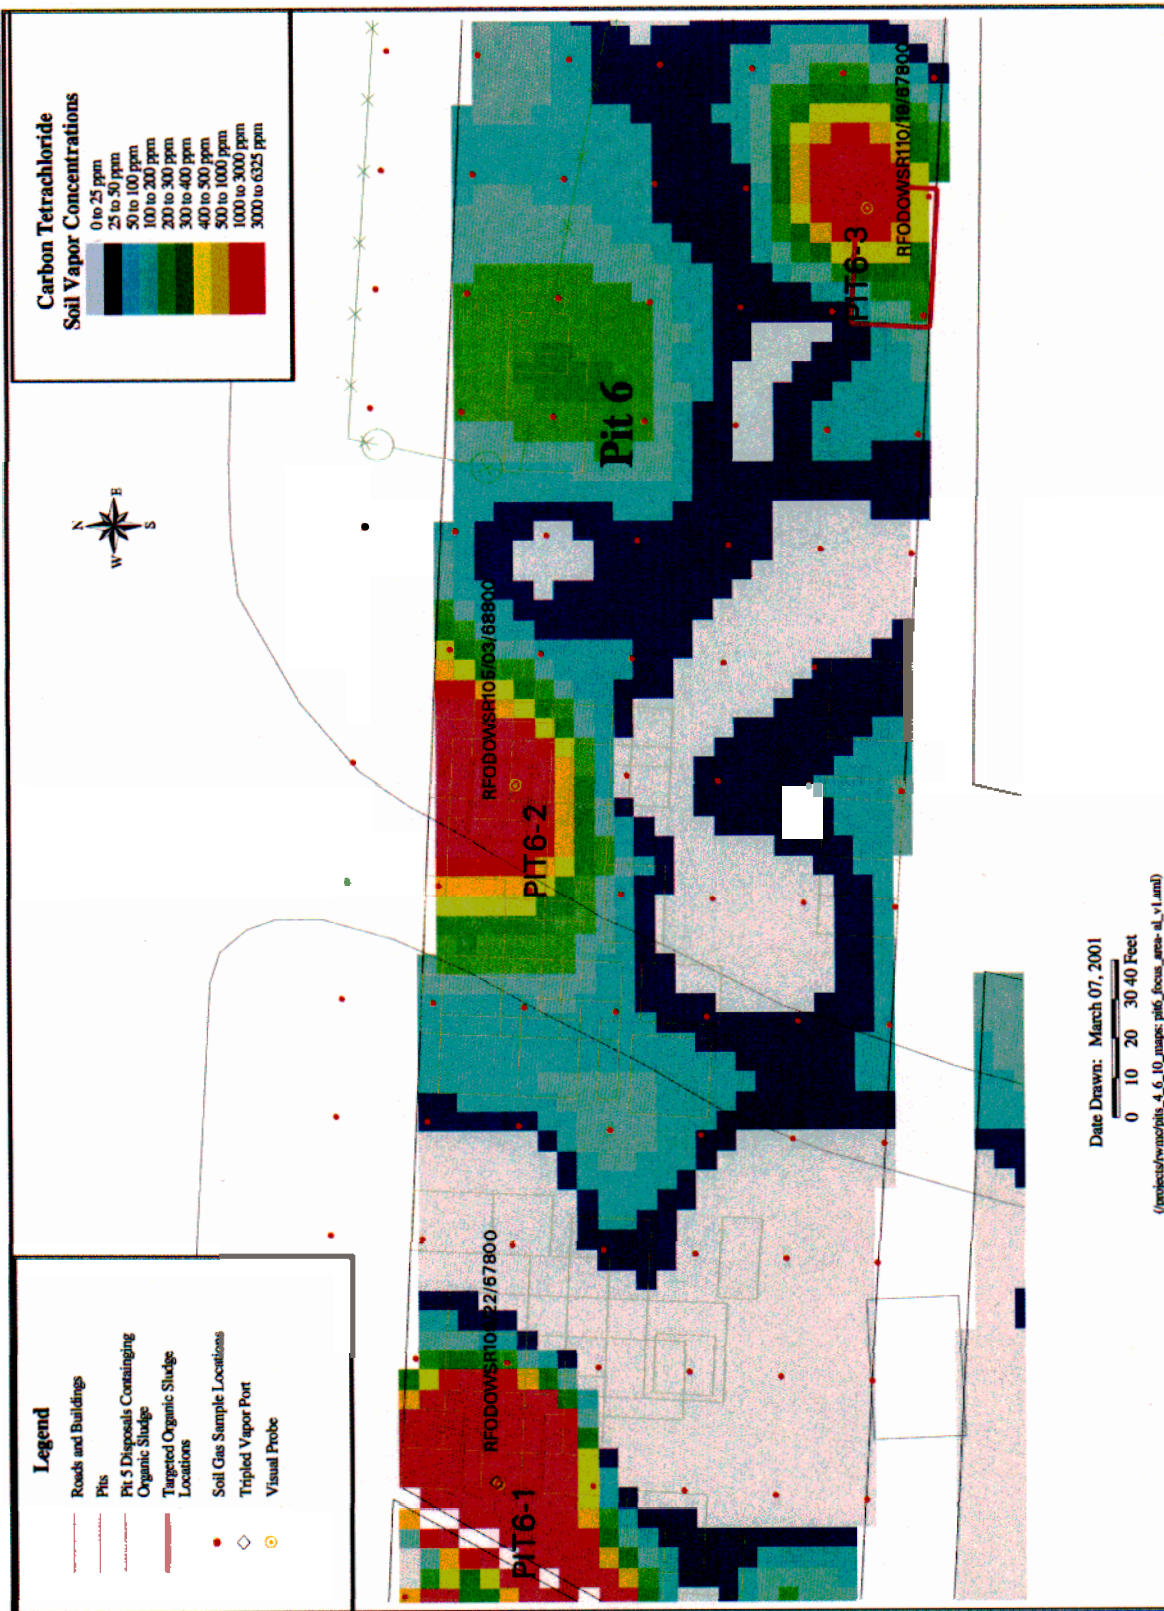 Carbon Tetrachloride
Soil Vapor Concentrations
0 to 25 ppm
25 to 50 ppm
50 to 100 ppm
100 to 200 ppm
200 to 300 ppm
300 to 400 ppm
400 to 500 ppm
500 to 1000 ppm
1000 to 3000 ppm
3000 to 6325 ppm
N
E
S
W
Legend
Roads and Buildings
Pits
Pit 5 Disposals Containging
Organic Sludge
Targeted Organic Sludge
Locations
Soil Gas Sample Locations
Tripled Vapor Port
Visual Probe
Pit 6
PIT6-1
PIT6-2
RFODOWSR105/03/68800
PIT6-3
RFODOWSR110/19/67800
Date Drawn: March 07, 2001
0 10 20 30 40 Feet